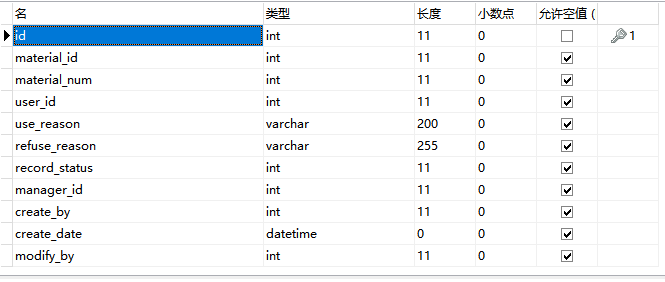 名 类型 长度 小数点 允许空值 (
id int 11 0 1
material_id int 11 0
material_num int 11 0
user_id int 11 0
use_reason varchar 200 0
refuse_reason varchar 255 0
record_status int 11 0
manager_id int 11 0
create_by int 11 0
create_date datetime 0 0
modify_by int 11 0